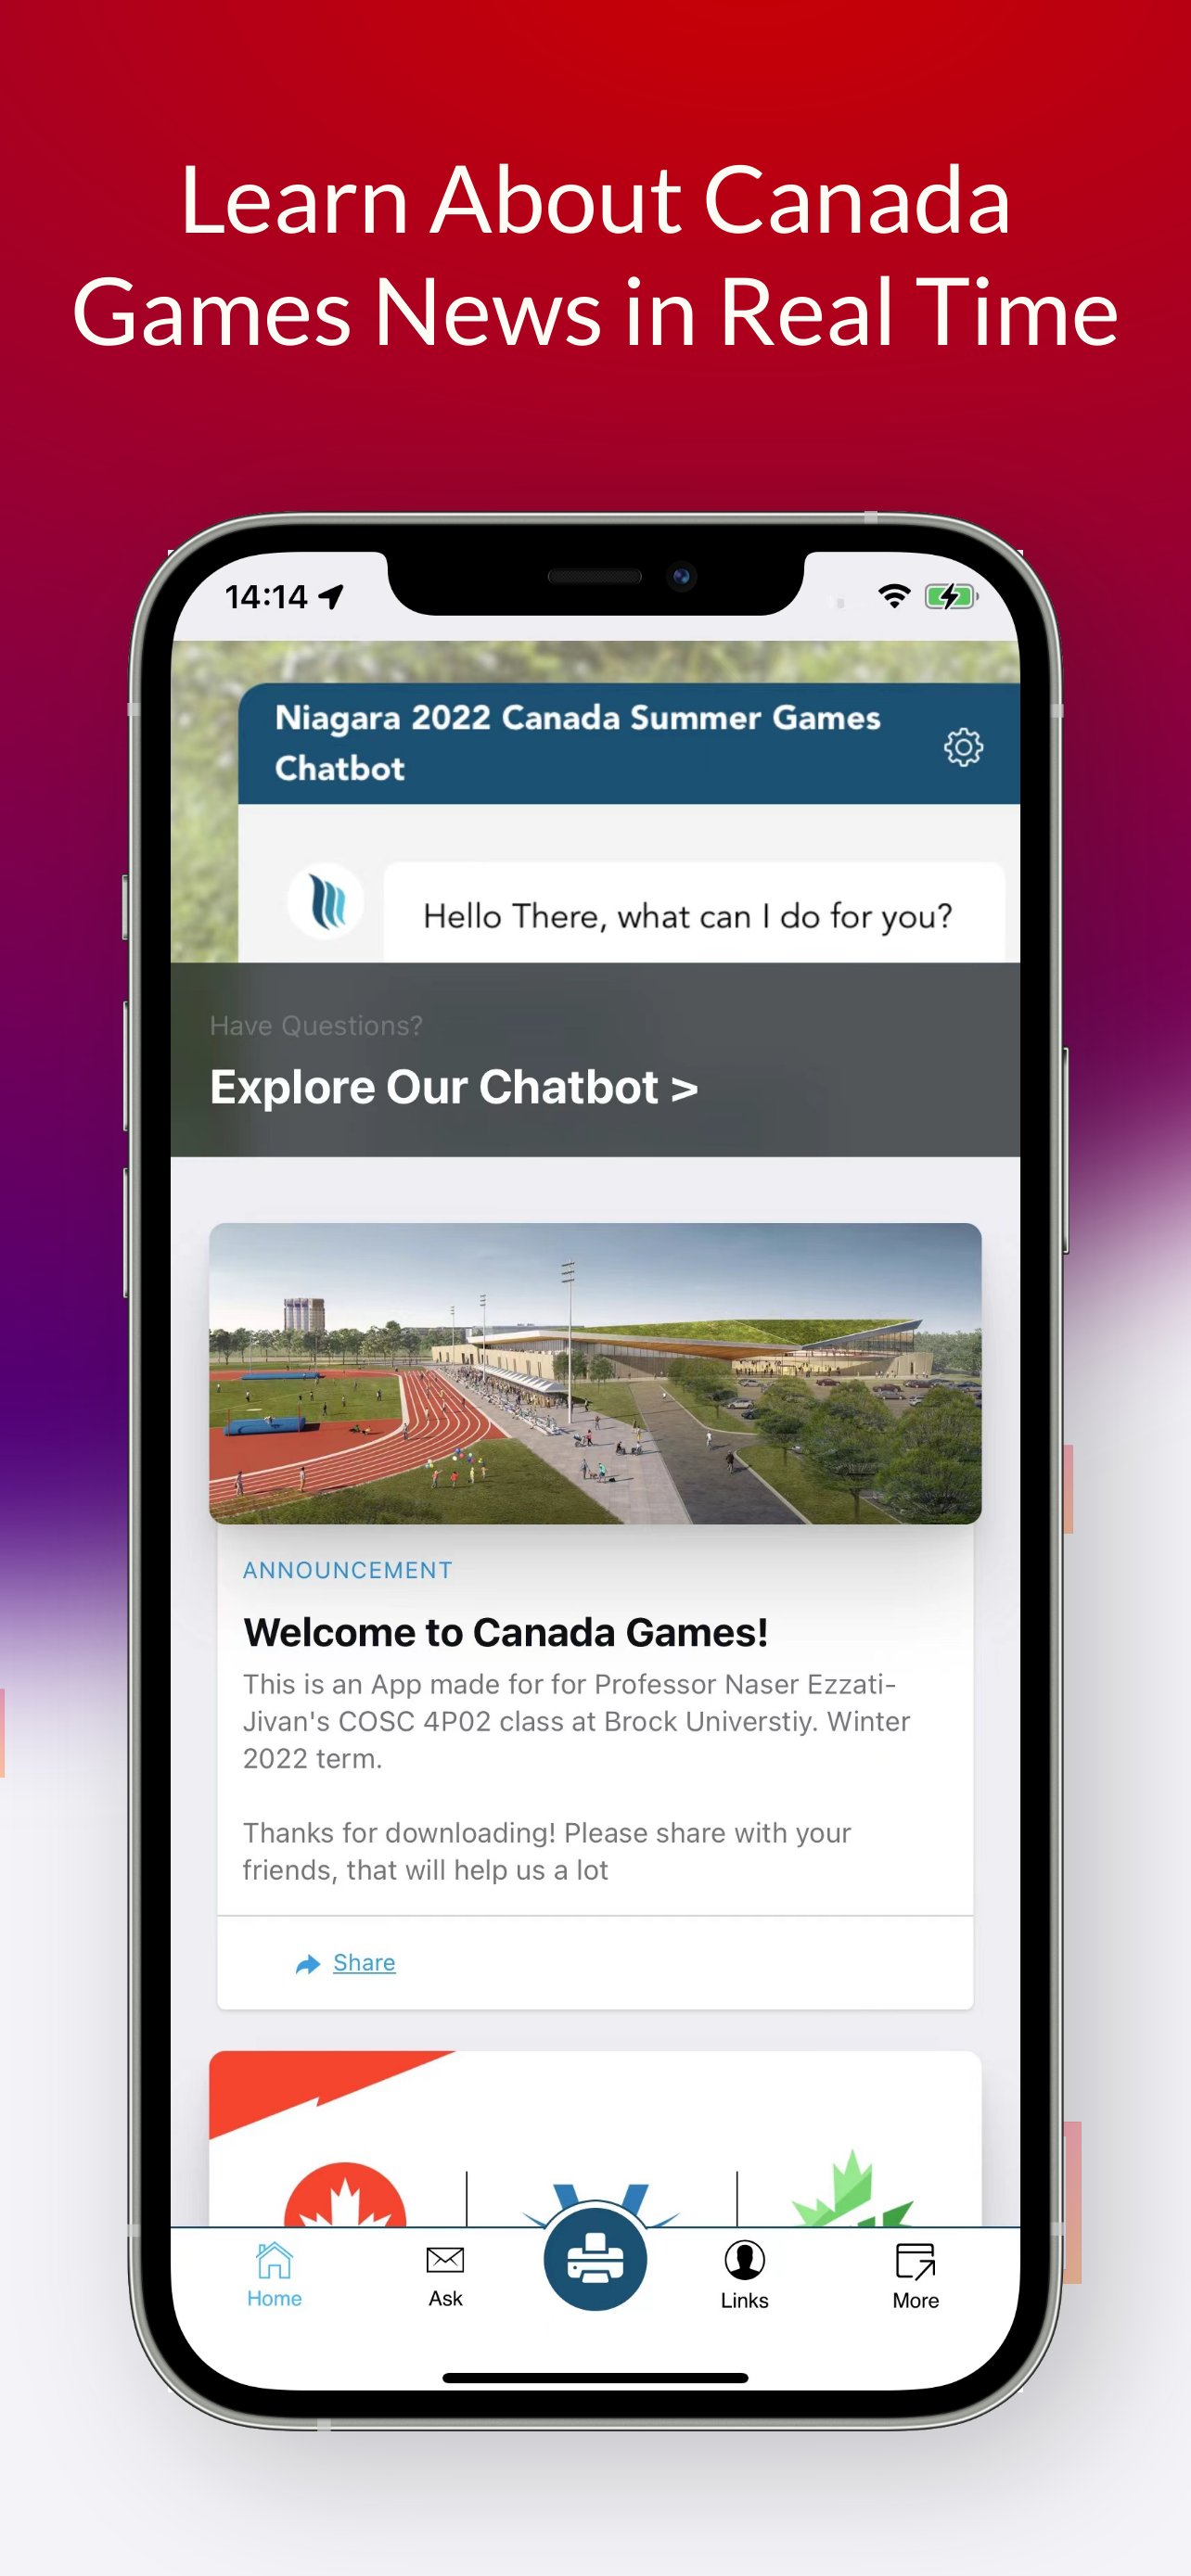 Learn About Canada
Games News in Real Time
14:14
Niagara 2022 Canada Summer Games
Chatbot
Hello There, what can I do for you?
Have Questions?
Explore Our Chatbot >
ANNOUNCEMENT
Welcome to Canada Games!
This is an App made for for Professor Naser Ezzati-
Jivan's COSC 4P02 class at Brock Universtiy. Winter
2022 term.
Thanks for downloading! Please share with your
friends, that will help us a lot
Share
Home
Ask
Links
More